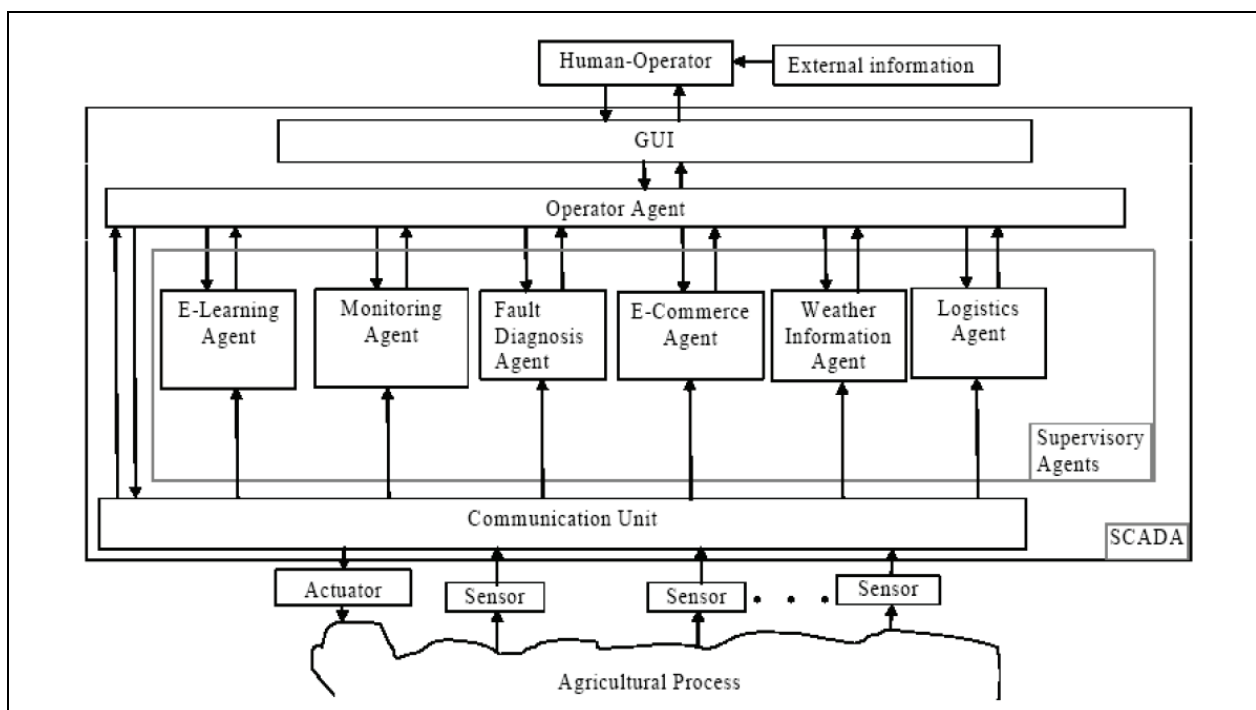 Human-Operator
External information
GUI
Operator Agent
E-Learning
Agent
Monitoring
Agent
Fault
Diagnosis
Agent
E-Commerce
Agent
Weather
Information
Agent
Logistics
Agent
Supervisory
Agents
Communication Unit
SCADA
Actuator
Sensor
Sensor
Sensor
Agricultural Process